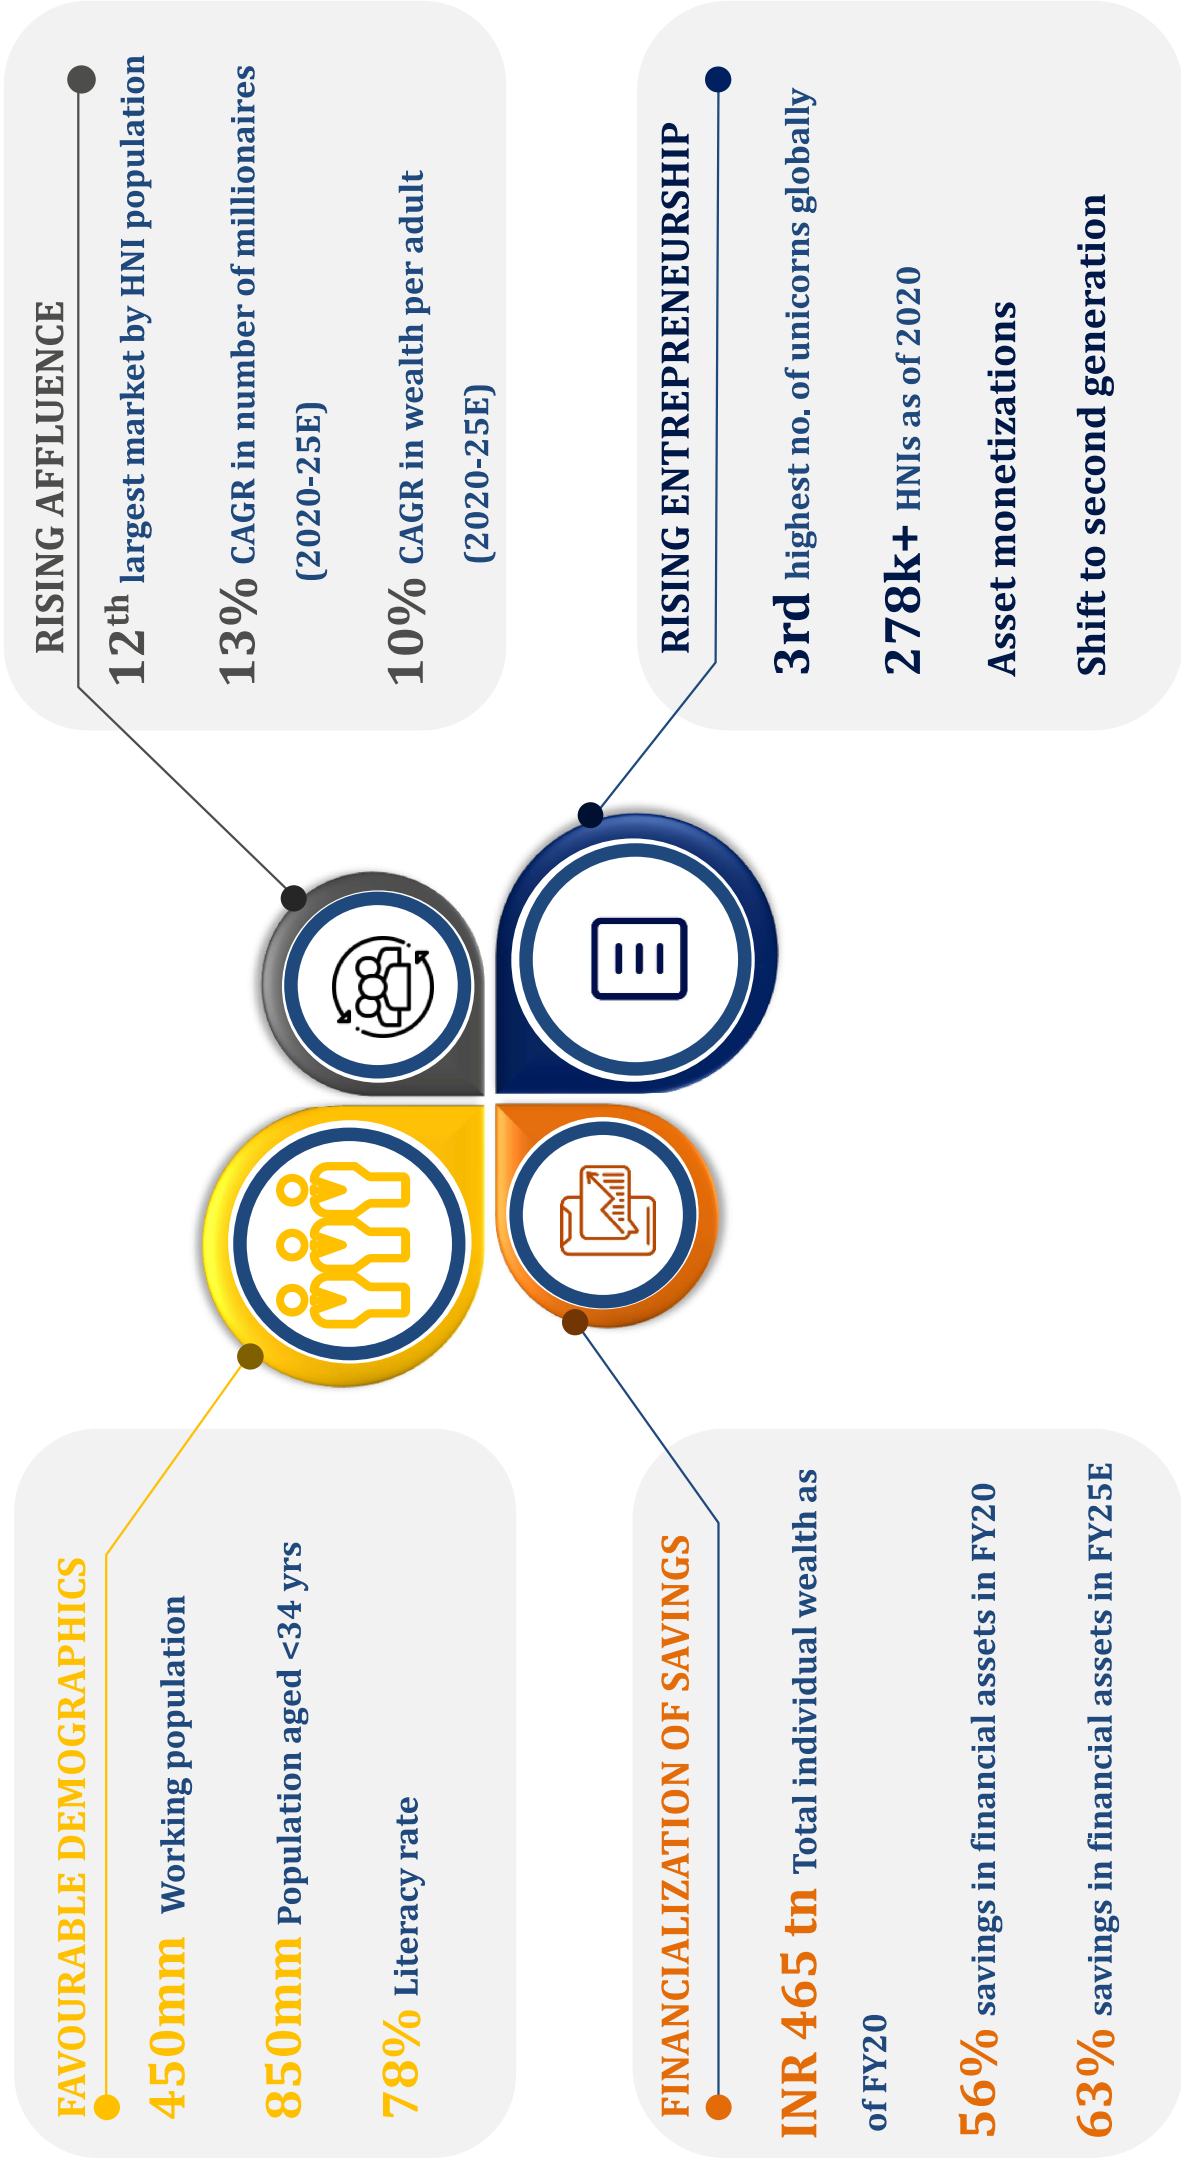 FAVOURABLE DEMOGRAPHICS
450mm Working population
850mm Population aged <34 yrs
78% Literacy rate
RISING AFFLUENCE
12th largest market by HNI population
13% CAGR in number of millionaires
(2020-25E)
10% CAGR in wealth per adult
(2020-25E)
FINANCIALIZATION OF SAVINGS
INR 465 tn Total individual wealth as
of FY20
56% savings in financial assets in FY20
63% savings in financial assets in FY25E
RISING ENTREPRENEURSHIP
3rd highest no. of unicorns globally
278k+ HNIs as of 2020
Asset monetizations
Shift to second generation